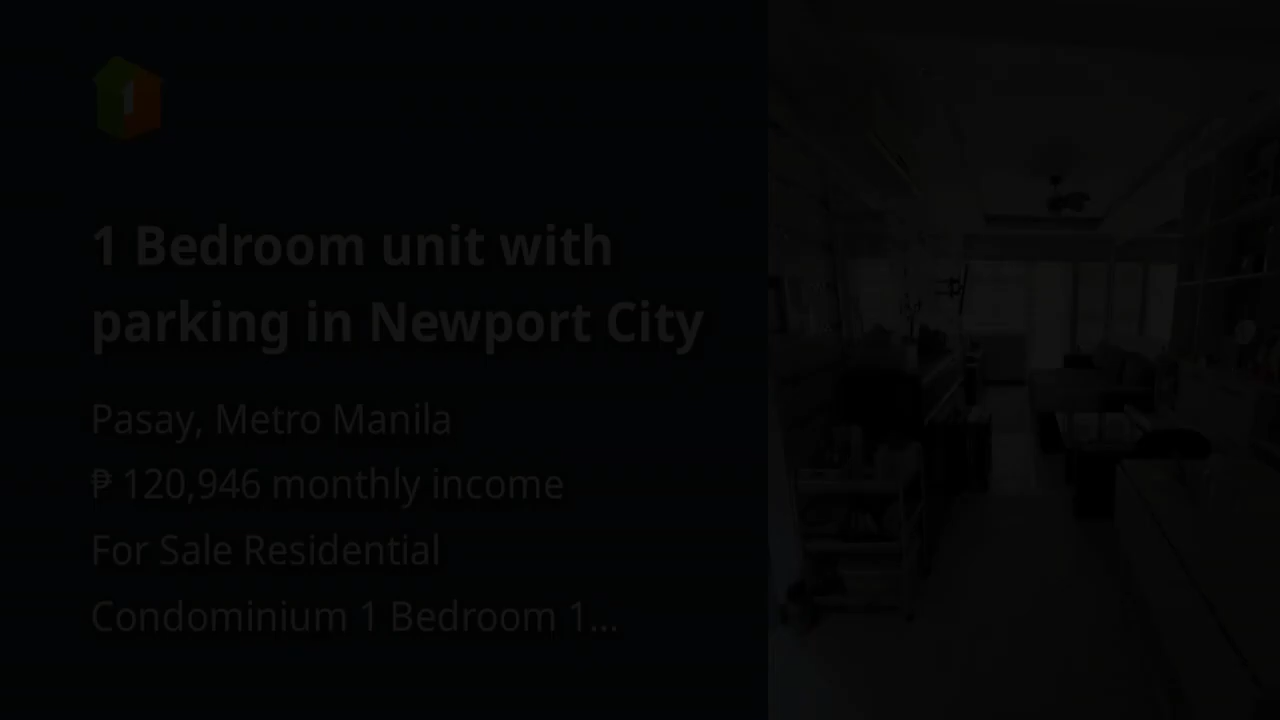 1
1 Bedroom unit with
parking in Newport City
Pasay, Metro Manila
₱ 120,946 monthly income
For Sale Residential
Condominium 1 Bedroom 1...